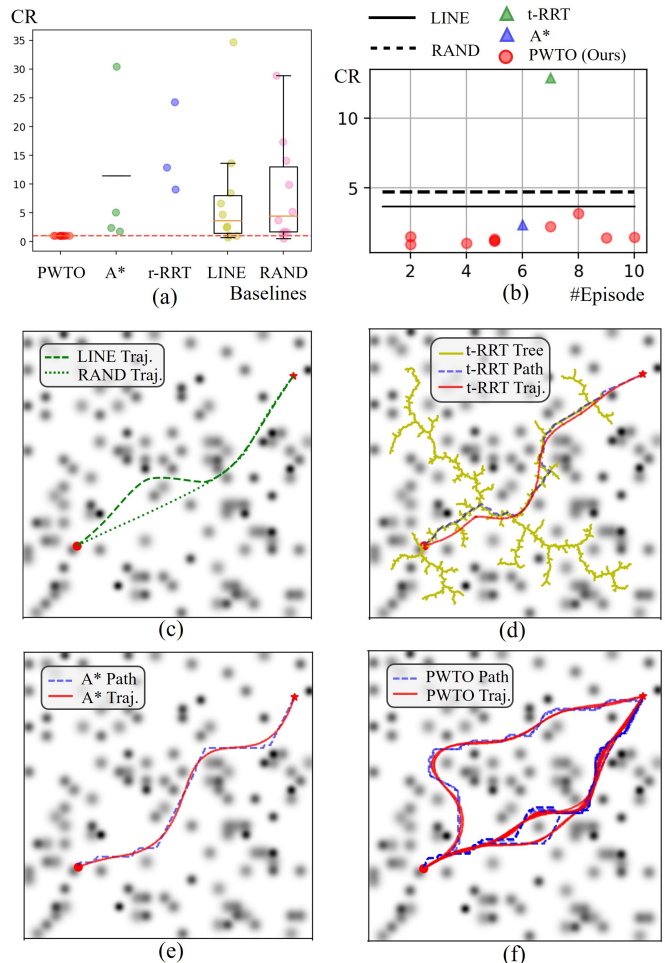 CR
35
30
25
20
15
10
5
0
PWTO A* r-RRT LINE RAND
(a) Baselines
LINE
RAND
t-RRT
A*
PWTO (Ours)
CR
10
5
2 4 6 8 10
(b) #Episode
LINE Traj.
RAND Traj.
(c)
t-RRT Tree
t-RRT Path
t-RRT Traj.
(d)
A* Path
A* Traj.
(e)
PWTO Path
PWTO Traj.
(f)